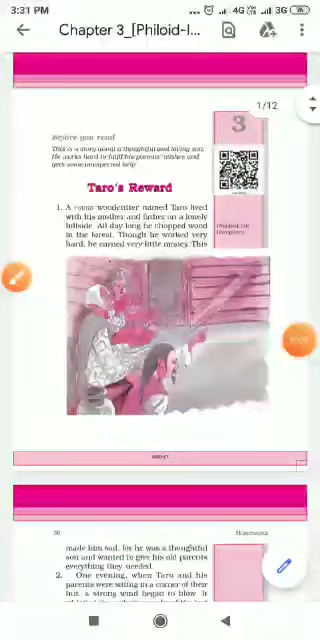 3:31 PM
4G
3G
Chapter 3_[Philoid-I...
1/12
3
Before you read
This is a story about a thoughtful and loving son.
He works hard to fulfil his parents' wishes and
gets some unexpected help.
Taro's Reward
1. A YOUNG woodcutter named Taro lived
with his mother and father on a lonely
hillside. All day long he chopped wood
in the forest. Though he worked very
hard, he earned very little money. This
made him sad, for he was a thoughtful
son and wanted to give his old parents
everything they needed.
2. One evening, when Taro and his
parents were sitting in a corner of their
hut, a strong wind began to blow. It